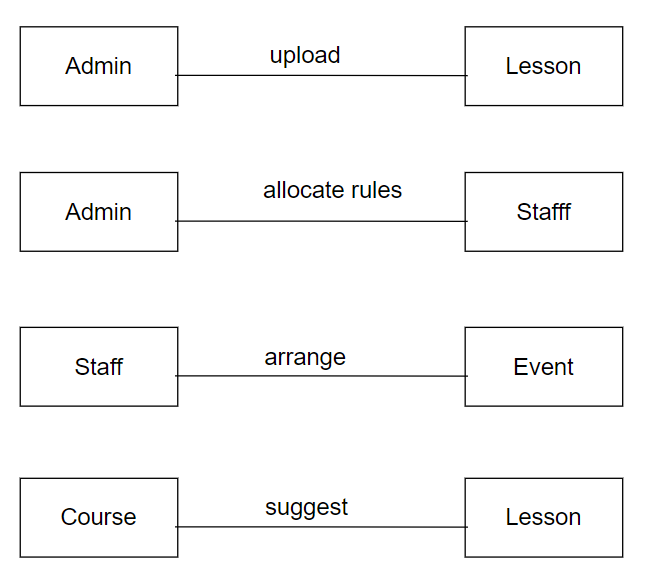 Admin
upload
Lesson
Admin
allocate rules
Stafff
Staff
arrange
Event
Course
suggest
Lesson